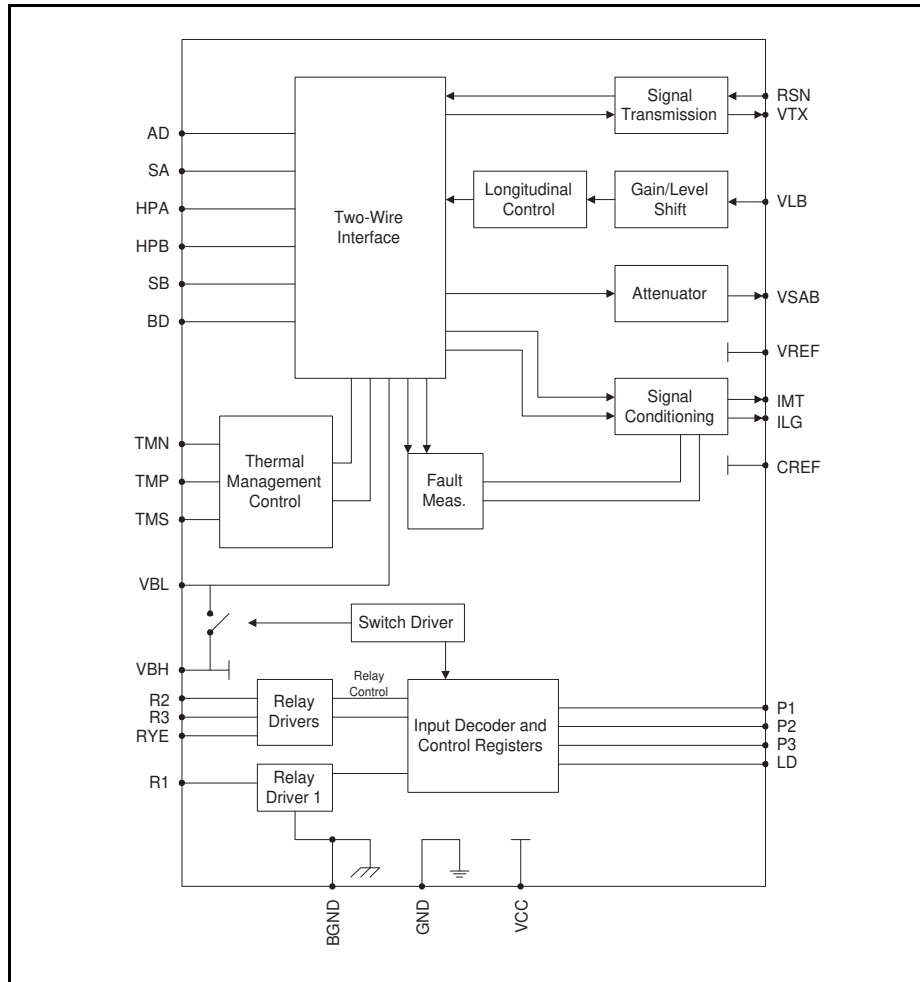 Signal
Transmission
RSN
VTX
AD
SA
HPA
HPB
SB
BD
Two-Wire
Interface
Longitudinal
Control
Gain/Level
Shift
VLB
Attenuator
VSAB
VREF
Signal
Conditioning
IMT
ILG
CREF
TMN
TMP
TMS
Thermal
Management
Control
Fault
Meas.
VBL
VBH
Switch Driver
R2
R3
RYE
R1
Relay
Drivers
Relay
Control
Input Decoder and
Control Registers
P1
P2
P3
LD
Relay
Driver 1
BGND
GND
VCC